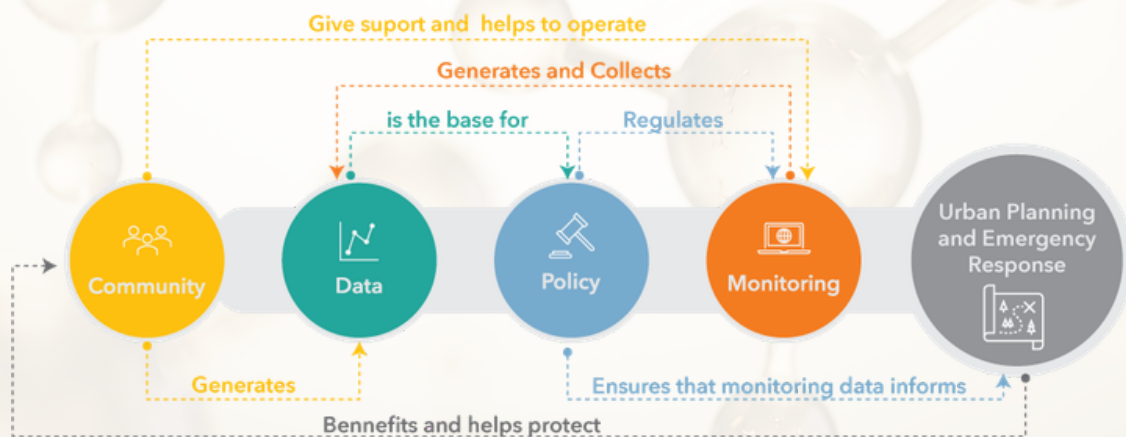 Give suport and helps to operate
Generates and Collects
is the base for
Regulates
Community
Data
Policy
Monitoring
Urban Planning
and Emergency
Response
Generates
Ensures that monitoring data informs
Bennefits and helps protect